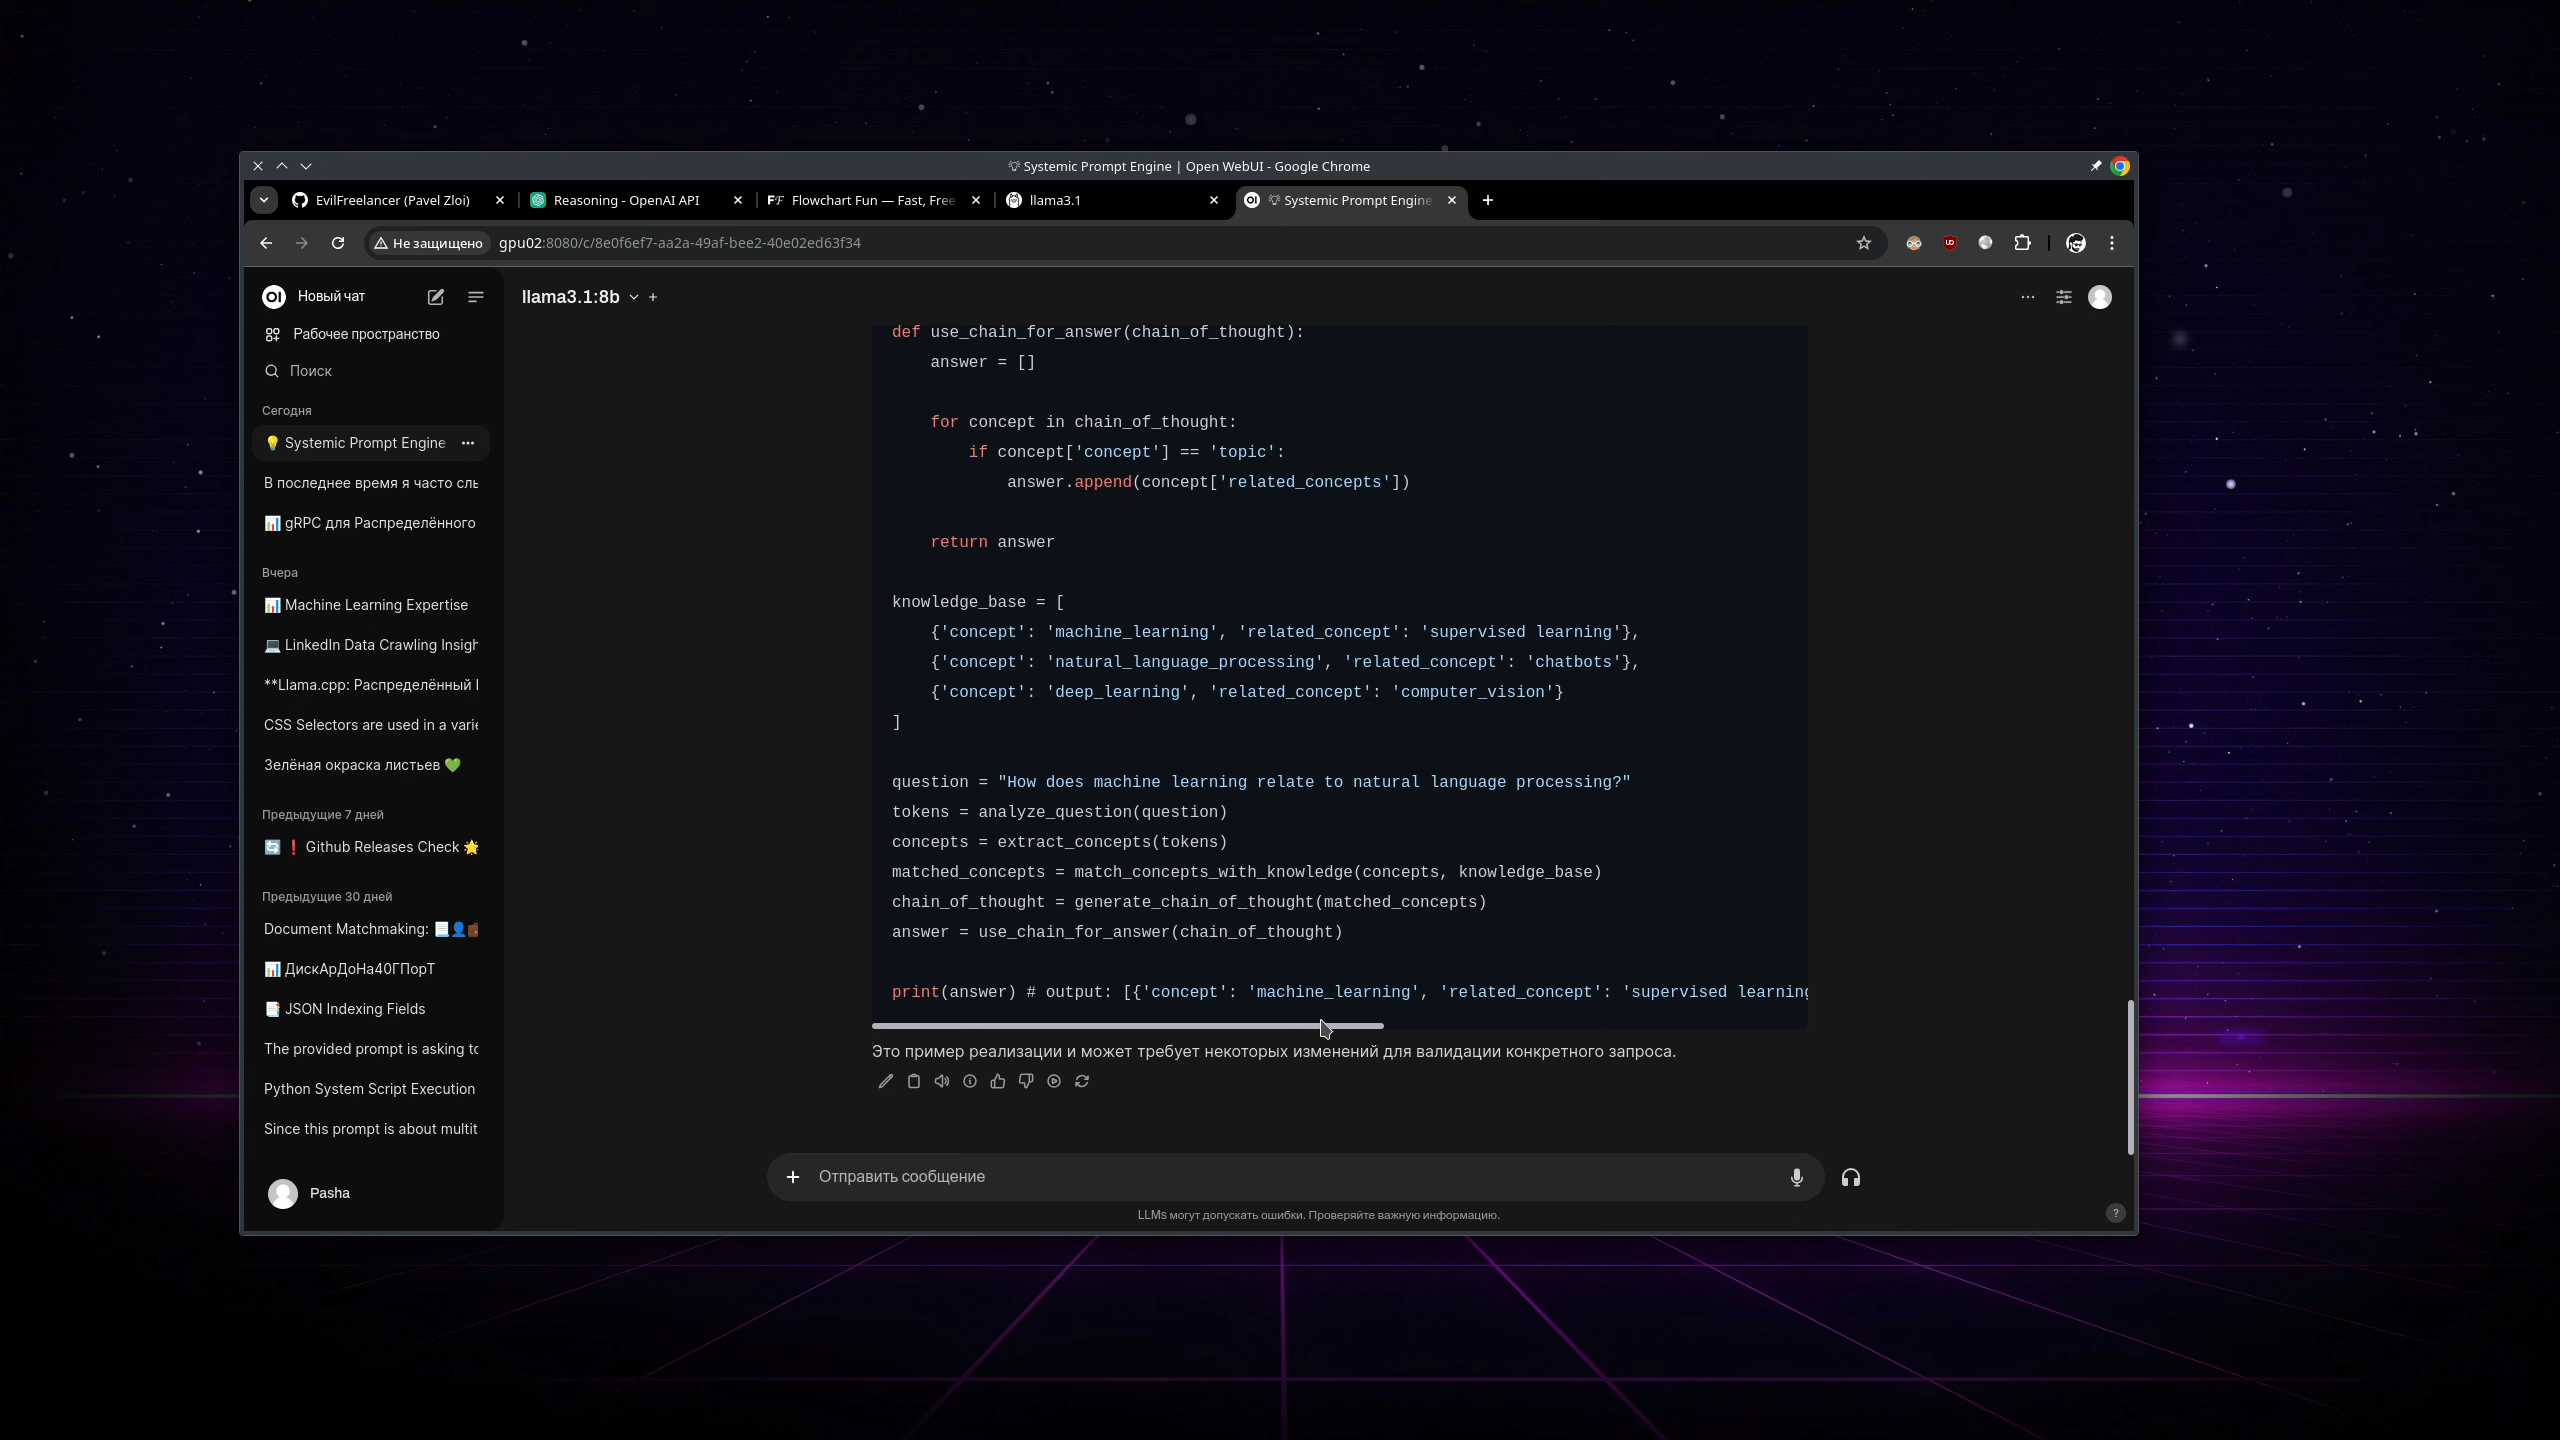 Systemic Prompt Engine | Open WebUI - Google Chrome
EvilFreelancer (Pavel Zloi)
Reasoning - OpenAI API
Flowchart Fun — Fast, Free
llama3.1
Systemic Prompt Engine
Не защищено
gpu02:8080/c/8e0f6ef7-aa2a-49af-bee2-40e02ed63f34
OI
Новый чат
Рабочее пространство
Поиск
Сегодня
Systemic Prompt Engine
В последнее время я часто слы
gRPC для Распределённого
Вчера
Machine Learning Expertise
LinkedIn Data Crawling Insigh
**Llama.cpp: Распределённый
CSS Selectors are used in a varie
Зелёная окраска листьев
Предыдущие 7 дней
Github Releases Check
Предыдущие 30 дней
Document Matchmaking:
ДискАрДоНа40ГПорТ
JSON Indexing Fields
The provided prompt is asking to
Python System Script Execution
Since this prompt is about multit
Pasha
llama3.1:8b
def use_chain_for_answer(chain_of_thought):
answer = []
for concept in chain_of_thought:
if concept['concept'] == 'topic':
answer.append(concept['related_concepts'])
return answer
knowledge_base = [
{'concept': 'machine_learning', 'related_concept': 'supervised learning'},
{'concept': 'natural_language_processing', 'related_concept': 'chatbots'},
{'concept': 'deep_learning', 'related_concept': 'computer_vision'}
]
question = "How does machine learning relate to natural language processing?"
tokens = analyze_question(question)
concepts = extract_concepts(tokens)
matched_concepts = match_concepts_with_knowledge(concepts, knowledge_base)
chain_of_thought = generate_chain_of_thought(matched_concepts)
answer = use_chain_for_answer(chain_of_thought)
print(answer) # output: [{'concept': 'machine_learning', 'related_concept': 'supervised learning
Это пример реализации и может требует некоторых изменений для валидации конкретного запроса.
Отправить сообщение
LLMs могут допускать ошибки. Проверяйте важную информацию.
?